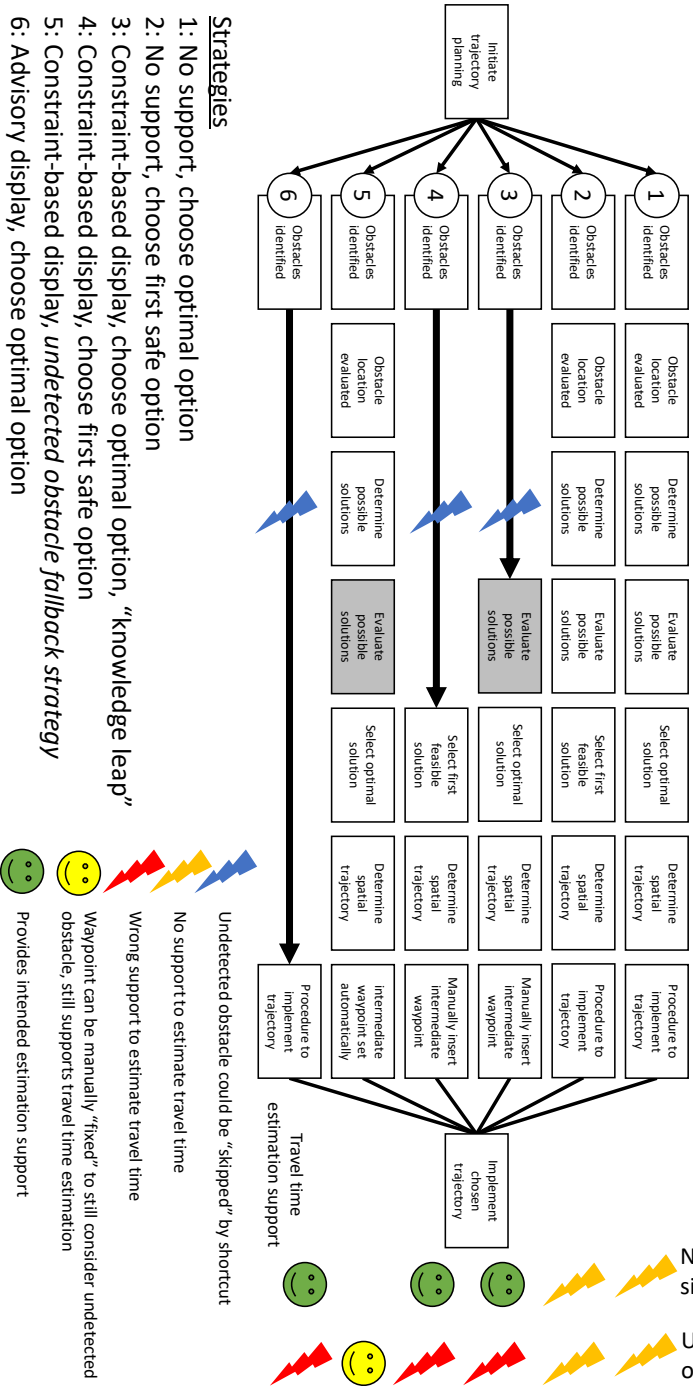 N
si
U
o
Initiate
trajectory
planning
1
Obstacles
identified
Obstacle
location
evaluated
Determine
possible
solutions
Evaluate
possible
solutions
Select optimal
solution
Determine
spatial
trajectory
Procedure to
implement
trajectory
2
Obstacles
identified
Obstacle
location
evaluated
Determine
possible
solutions
Evaluate
possible
solutions
Select first
feasible
solution
Determine
spatial
trajectory
Procedure to
implement
trajectory
3
Obstacles
identified
Evaluate
possible
solutions
Select optimal
solution
Determine
spatial
trajectory
Manually insert
intermediate
waypoint
4
Obstacles
identified
Select first
feasible
solution
Determine
spatial
trajectory
Manually insert
intermediate
waypoint
5
Obstacles
identified
Obstacle
location
evaluated
Determine
possible
solutions
Evaluate
possible
solutions
Select optimal
solution
Determine
spatial
trajectory
intermediate
waypoint set
automatically
6
Obstacles
identified
Procedure to
implement
trajectory
Implement
chosen
trajectory
Travel time
estimation support
Strategies
1: No support, choose optimal option
2: No support, choose first safe option
3: Constraint-based display, choose optimal option, “knowledge leap”
4: Constraint-based display, choose first safe option
5: Constraint-based display, undetected obstacle fallback strategy
6: Advisory display, choose optimal option
Undetected obstacle could be “skipped” by shortcut
No support to estimate travel time
Wrong support to estimate travel time
Waypoint can be manually “fixed” to still consider undetected
obstacle, still supports travel time estimation
Provides intended estimation support